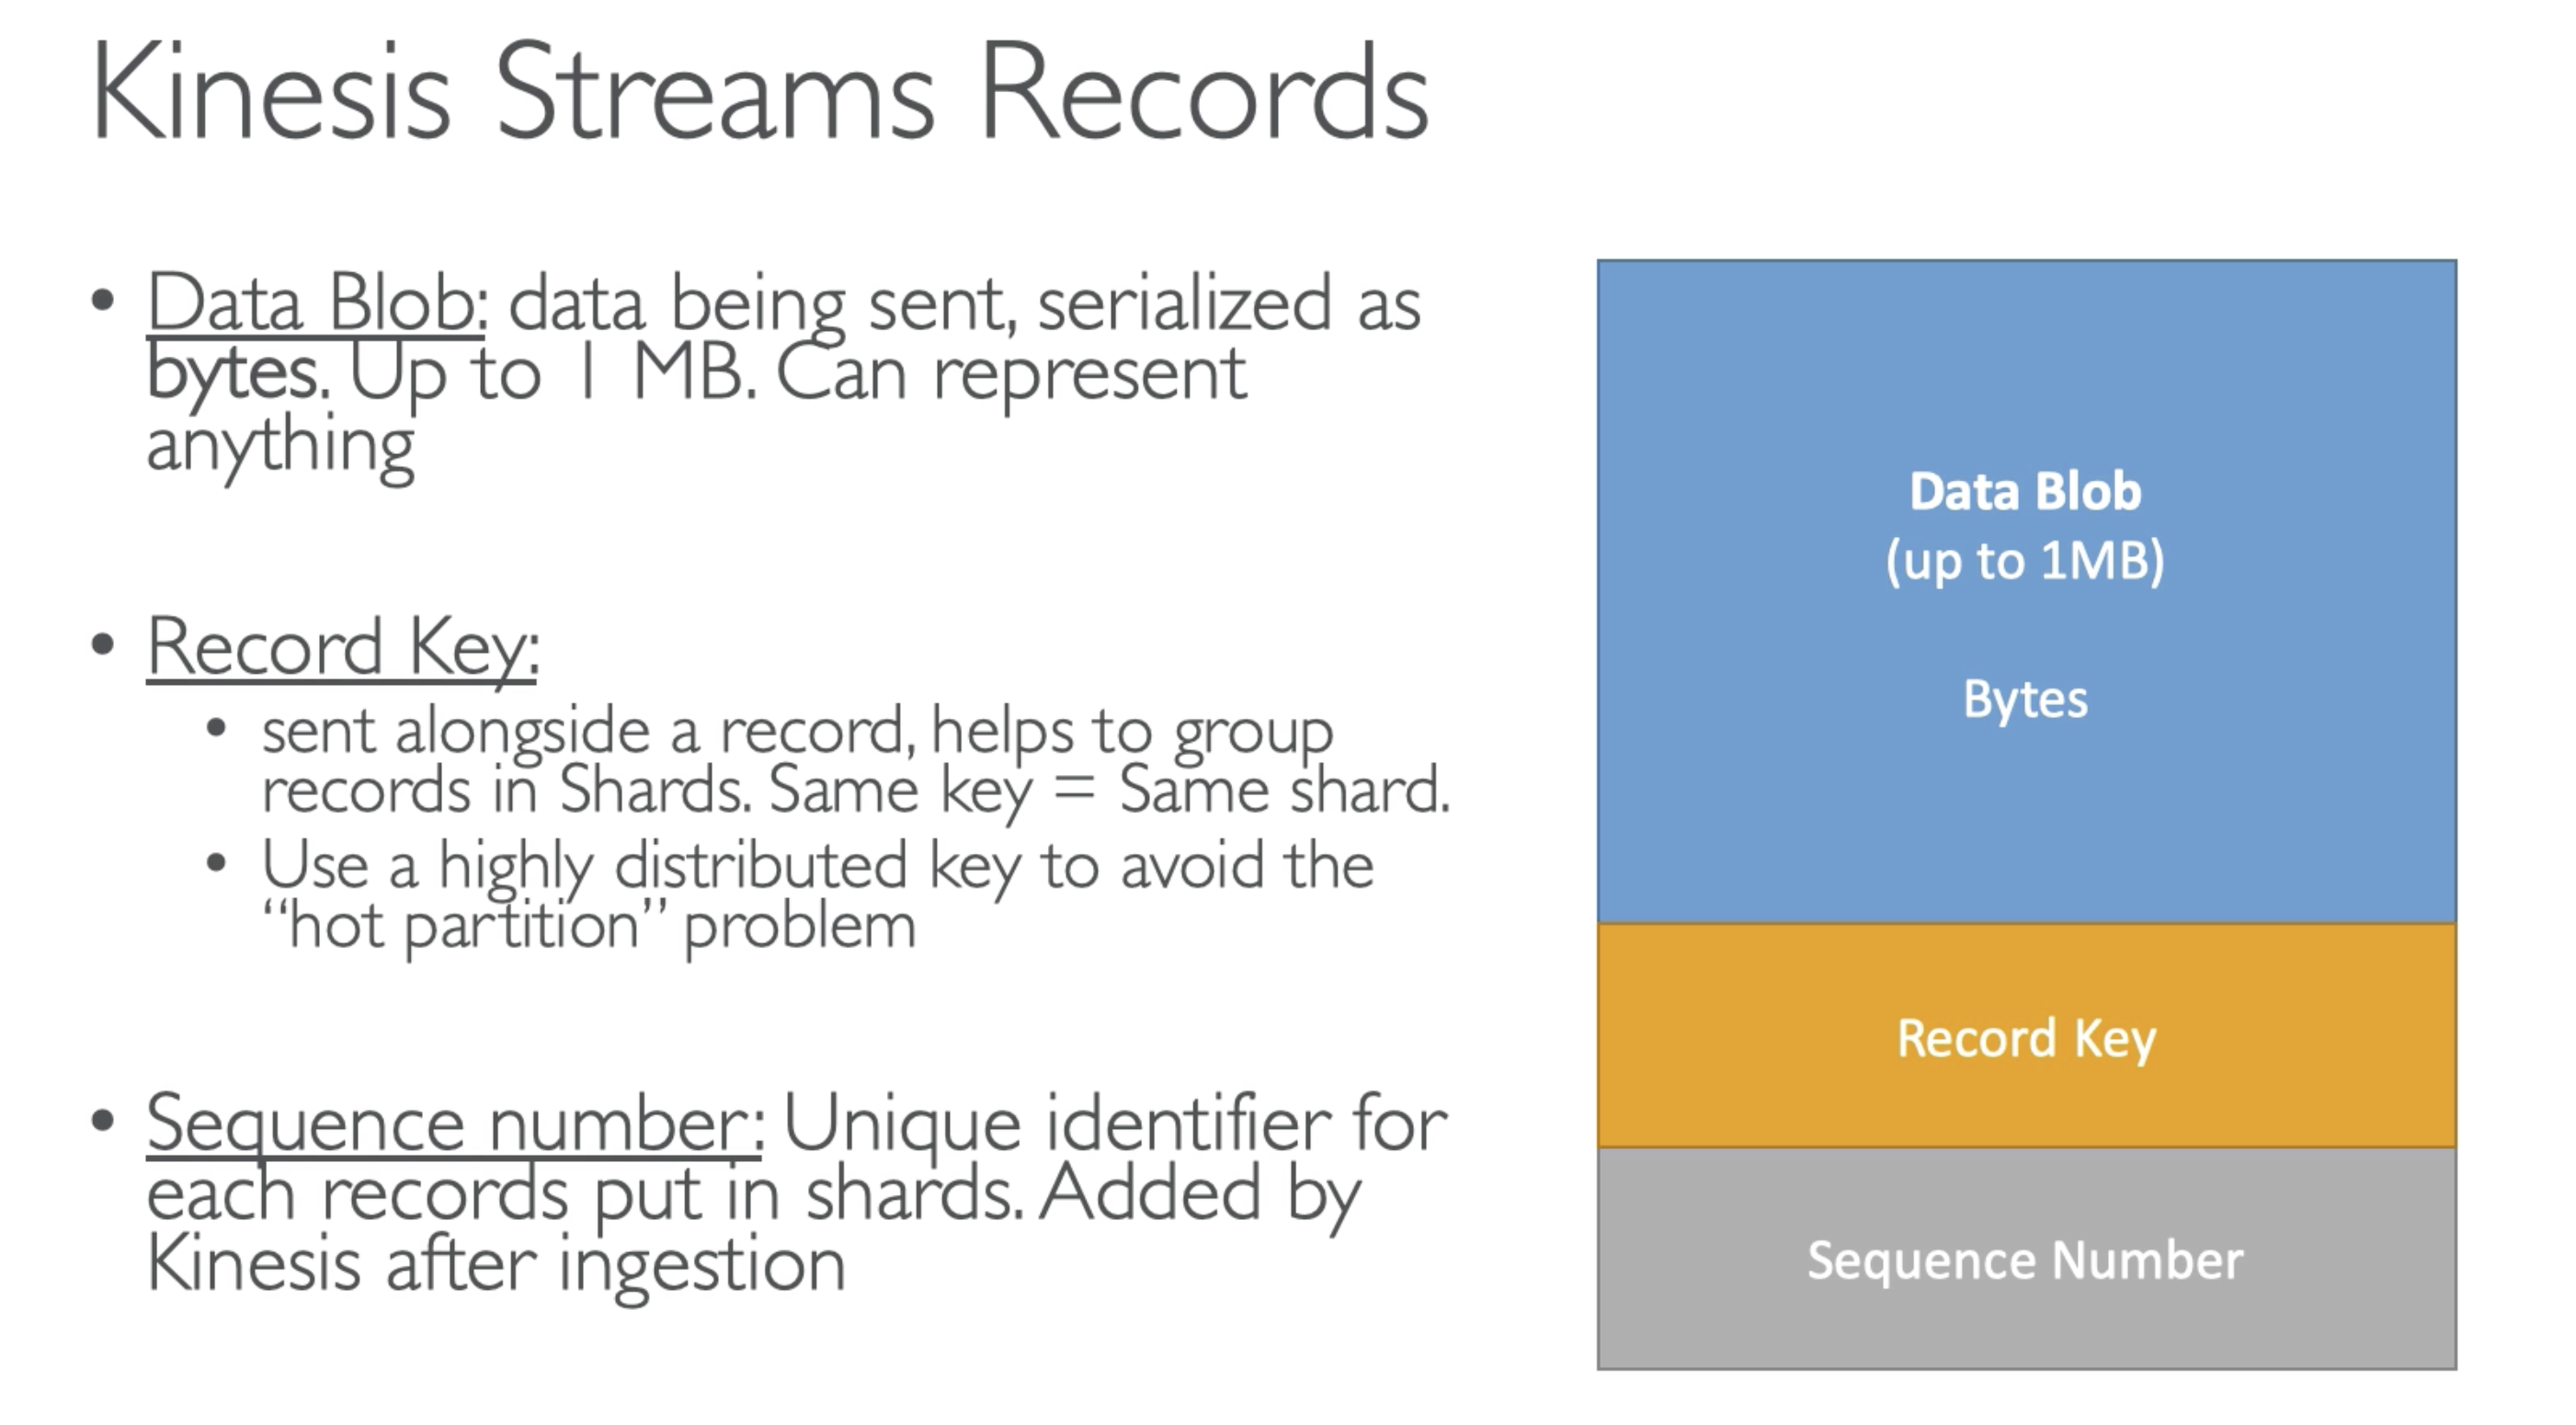 Kinesis Streams Records
• Data Blob: data being sent, serialized as
bytes. Up to 1 MB. Can represent
anything
• Record Key:
• sent alongside a record, helps to group
records in Shards. Same key = Same shard.
• Use a highly distributed key to avoid the
“hot partition” problem
• Sequence number: Unique identifier for
each records put in shards. Added by
Kinesis after ingestion
Data Blob
(up to 1MB)
Bytes
Record Key
Sequence Number